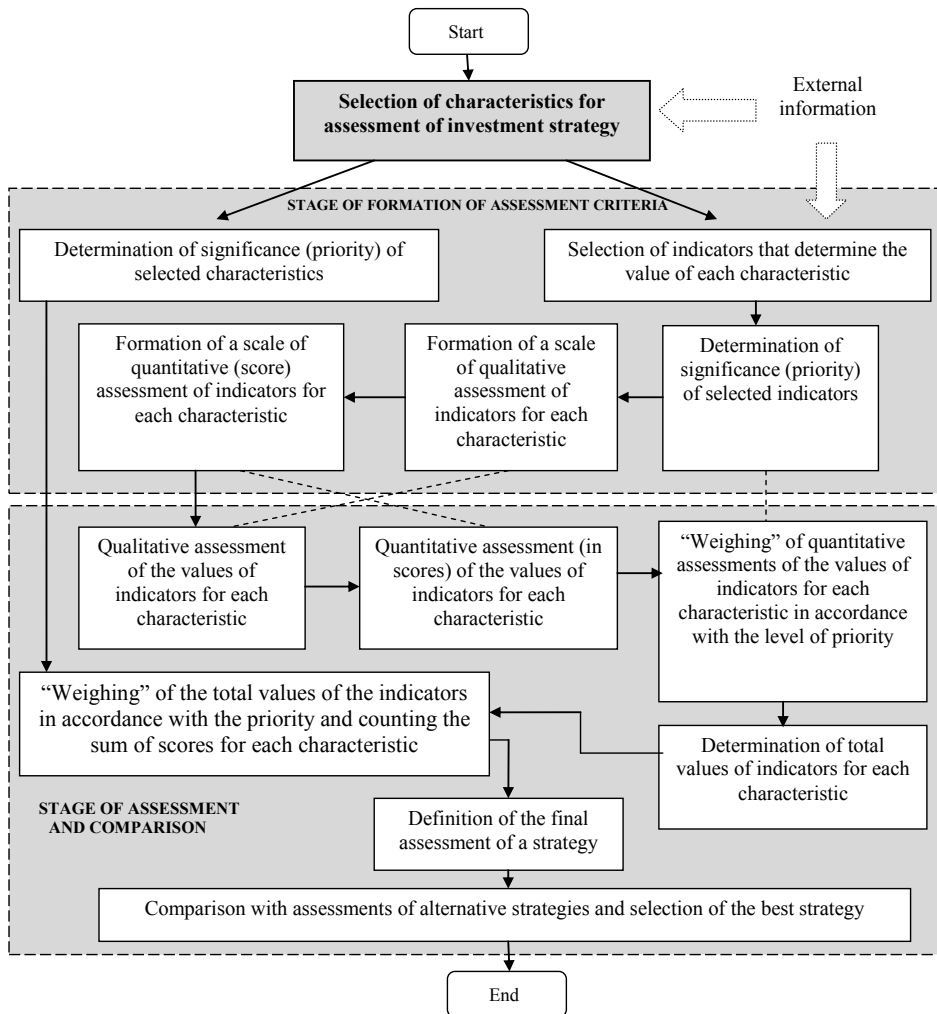 Start
Selection of characteristics for
assessment of investment strategy
External
information
STAGE OF FORMATION OF ASSESSMENT CRITERIA
Determination of significance (priority) of
selected characteristics
Selection of indicators that determine the
value of each characteristic
Formation of a scale of
quantitative (score)
assessment of indicators for
each characteristic
Formation of a scale
of qualitative
assessment of
indicators for each
characteristic
Determination of
significance (priority)
of selected indicators
Qualitative assessment
of the values of
indicators for each
characteristic
Quantitative assessment (in
scores) of the values of
indicators for each
characteristic
“Weighing” of quantitative
assessments of the values of
indicators for each
characteristic in accordance
with the level of priority
“Weighing” of the total values of the indicators
in accordance with the priority and counting the
sum of scores for each characteristic
Determination of total
values of indicators for each
characteristic
STAGE OF ASSESSMENT
AND COMPARISON
Definition of the final
assessment of a strategy
Comparison with assessments of alternative strategies and selection of the best strategy
End